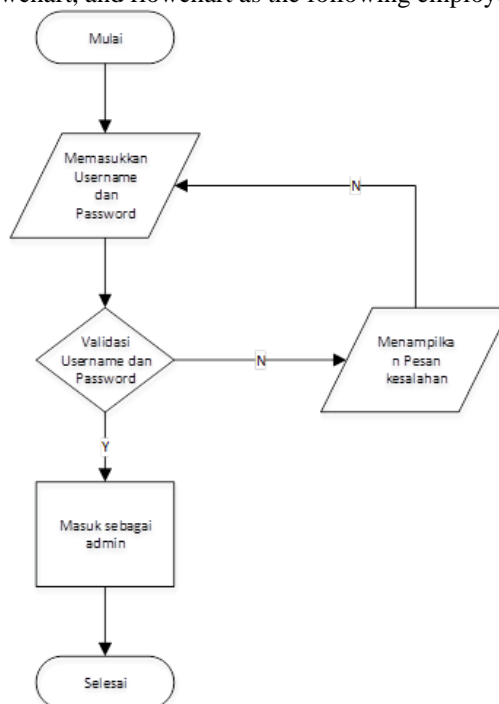 wchart, and flowchart as the following employ
Mulai
Memasukkan
Username
dan
Password
N
Validasi
Username dan
Password
N
Menampilka
n Pesan
kesalahan
Y
Masuk sebagai
admin
Selesai